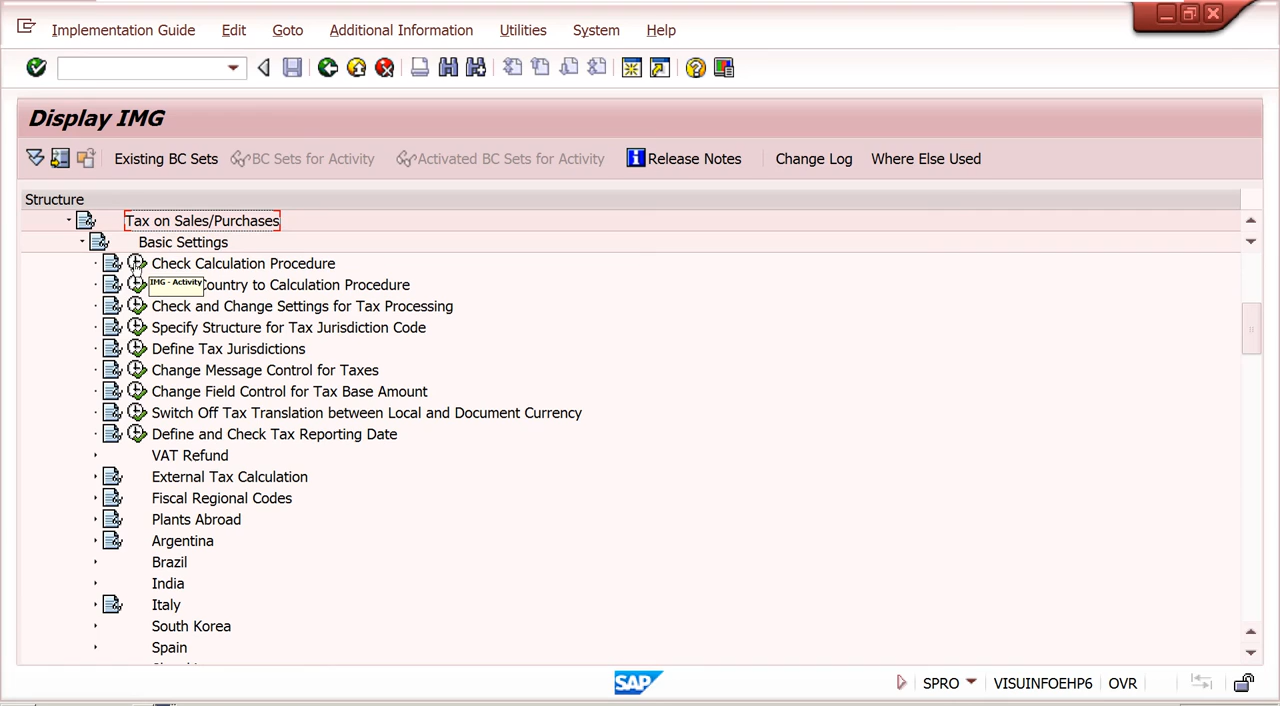 Implementation Guide Edit Goto Additional Information Utilities System Help
Display IMG
Existing BC Sets BC Sets for Activity Activated BC Sets for Activity Release Notes Change Log Where Else Used
Structure
Tax on Sales/Purchases
Basic Settings
Check Calculation Procedure
IMG - Activity
Country to Calculation Procedure
Check and Change Settings for Tax Processing
Specify Structure for Tax Jurisdiction Code
Define Tax Jurisdictions
Change Message Control for Taxes
Change Field Control for Tax Base Amount
Switch Off Tax Translation between Local and Document Currency
Define and Check Tax Reporting Date
VAT Refund
External Tax Calculation
Fiscal Regional Codes
Plants Abroad
Argentina
Brazil
India
Italy
South Korea
Spain
SAP SPRO VISUINFOEHP6 OVR